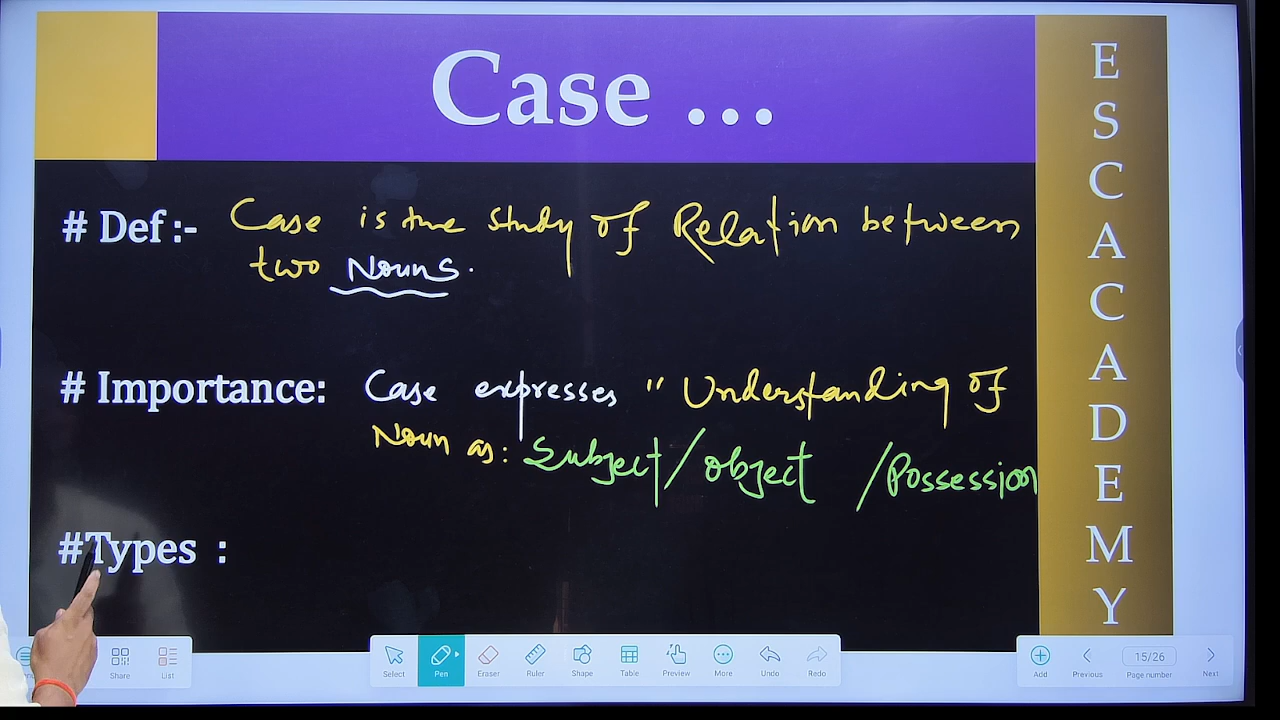 Case ...
# Def :- Case is the study of Relation between
two Nouns.
# Importance: Case expresses " Understanding of
Noun as: Subject/object /Possession
#Types :
ESCACADEMY
Share
List
Select
Pen
Eraser
Ruler
Shape
Table
Preview
More
Undo
Redo
Add
Previous
15/26
Page number
Next